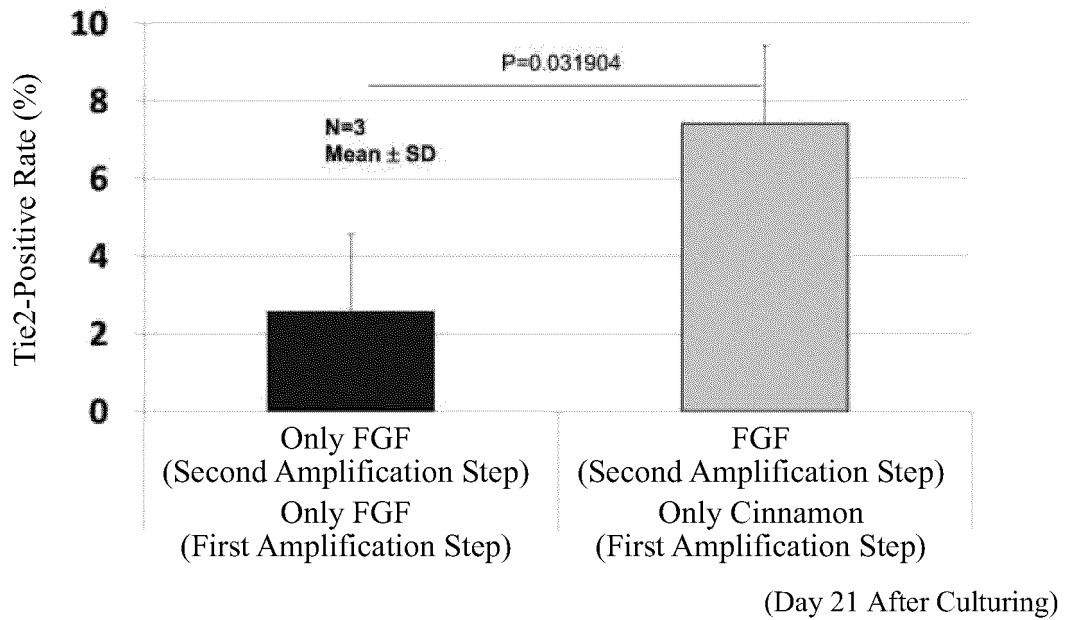 Tie2-Positive Rate (%)
10
8
6
4
2
0
P=0.031904
N=3
Mean ± SD
Only FGF
(Second Amplification Step)
Only FGF
(First Amplification Step)
FGF
(Second Amplification Step)
Only Cinnamon
(First Amplification Step)
(Day 21 After Culturing)